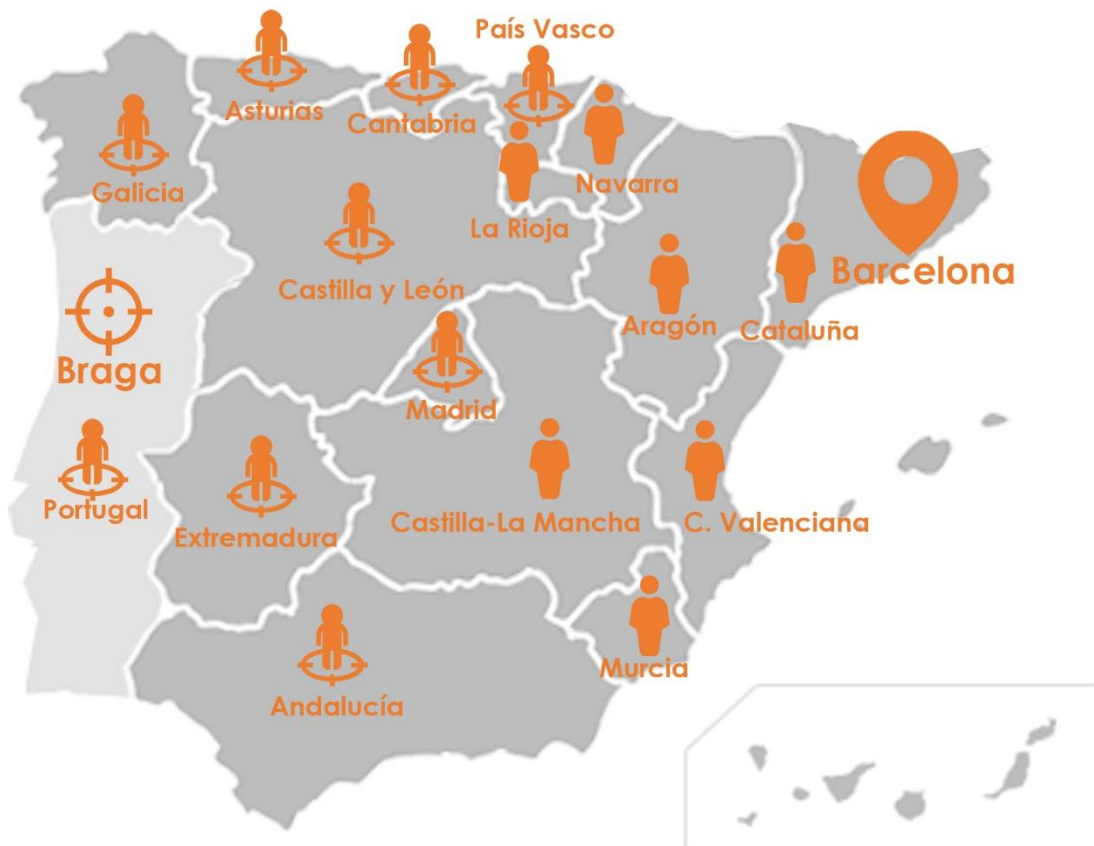 País Vasco
Asturias
Cantabria
Galicia
Navarra
La Rioja
Barcelona
Castilla y León
Aragón
Cataluña
Braga
Madrid
Portugal
Extremadura
Castilla-La Mancha
C. Valenciana
Murcia
Andalucía